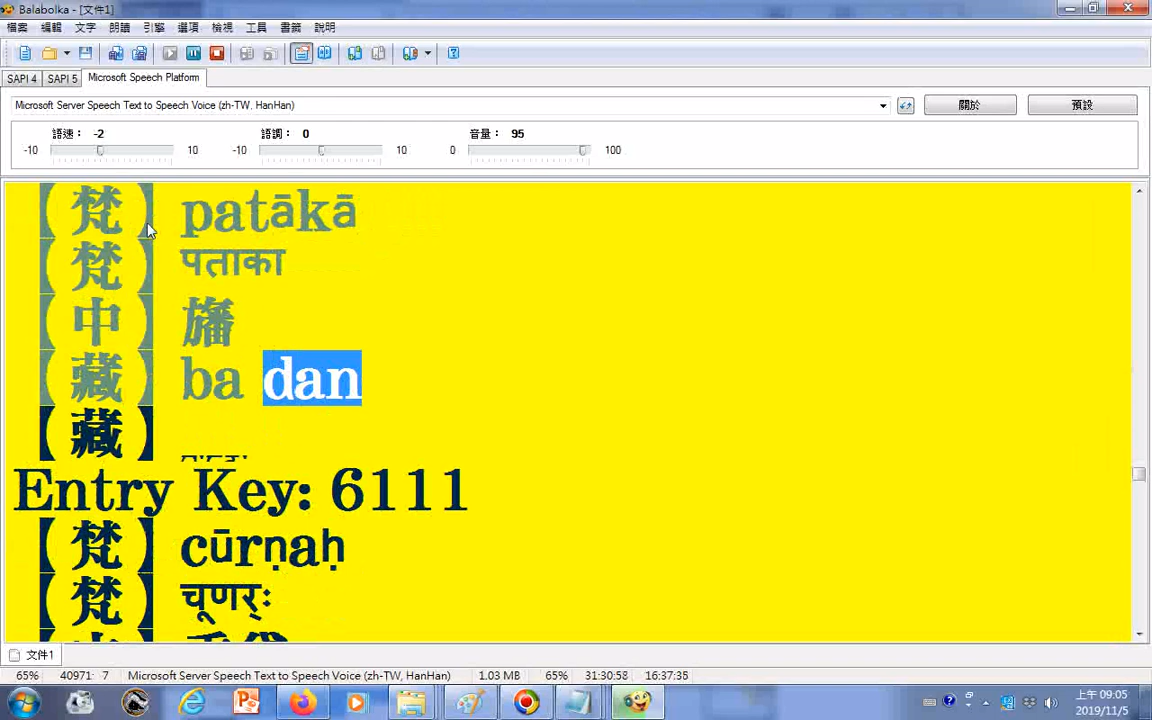 Balabolka - [文件1]
檔案 編輯 文字 朗讀 引擎 選項 檢視 工具 書籤 說明
SAPI 4 SAPI 5 Microsoft Speech Platform
Microsoft Server Speech Text to Speech Voice (zh-TW, HanHan) 關於 預設
語速： -2 語調： 0 音量： 95
-10 10 -10 10 0 100
【梵】 patākā
【梵】 पताका
【中】 旛
【藏】 ba dan
【藏】
Entry Key: 6111
【梵】 cūrṇaḥ
【梵】 चूणर्ः
文件1
65% 40971: 7 Microsoft Server Speech Text to Speech Voice (zh-TW, HanHan) 1.03 MB 65% 31:30:58 16:37:35
上午 09:05
2019/11/5